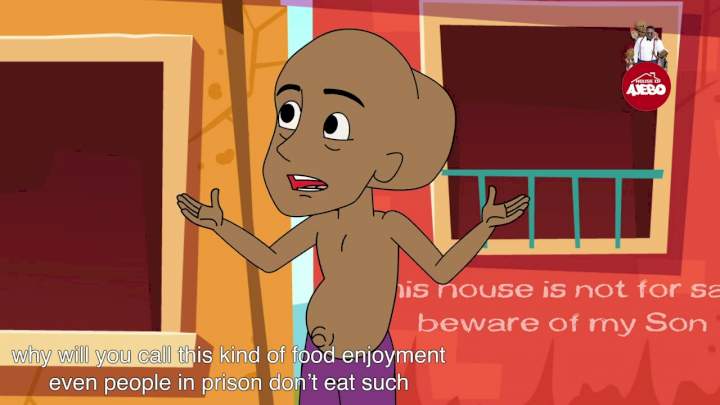 HOUSE OF
AJEBO
his house is not for sa
beware of my Son
why will you call this kind of food enjoyment
even people in prison don't eat such